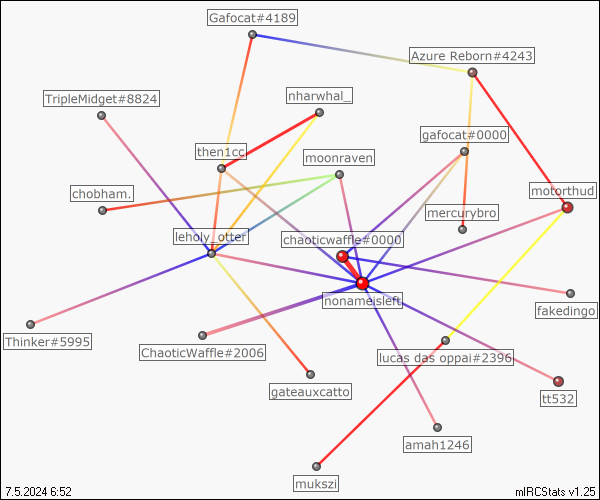 Gafocat#4189
Azure Reborn#4243
TripleMidget#8824
nharwhal_
gafocat#0000
then1cc
moonraven
chobham.
motorthud
mercurybro
leholy_otter
chaoticwaffle#0000
nonameisleft
fakedingo
Thinker#5995
ChaoticWaffle#2006
lucas das oppai#2396
gateauxcatto
tt532
amah1246
mukszi
7.5.2024 6:52
mIRCStats v1.25